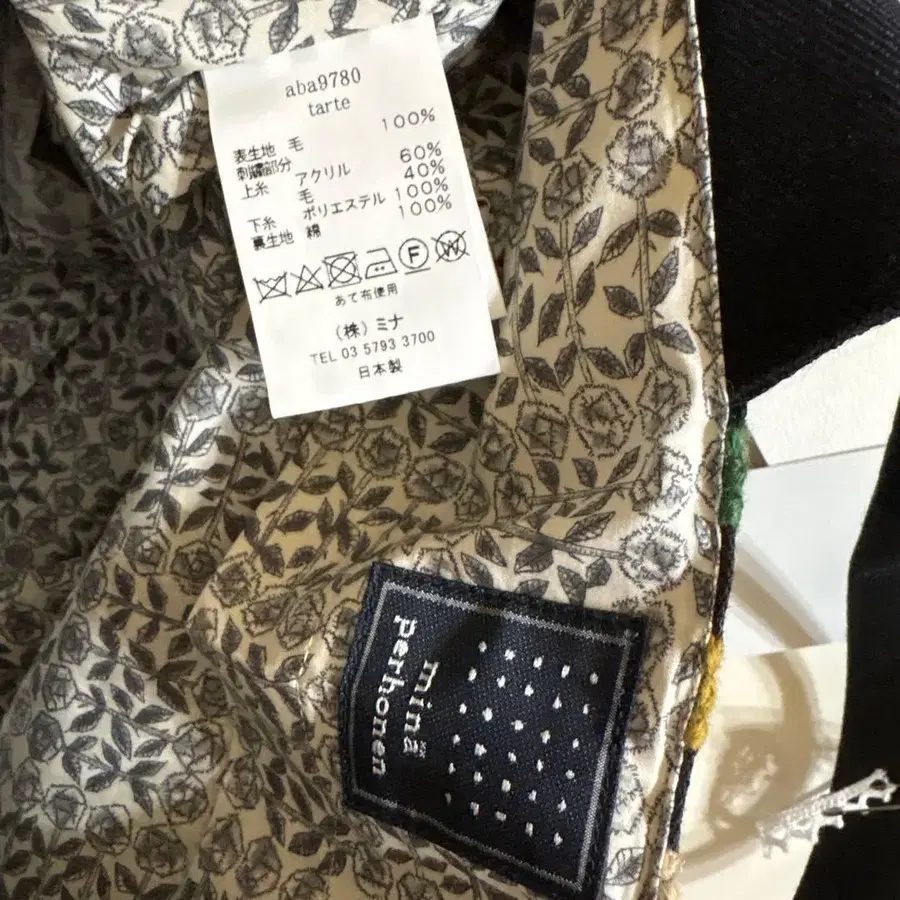 aba9780
tarte
表生地 毛 100%
刺繍部分
上糸 アクリル 60%
毛 40%
下糸 ポリエステル 100%
裏生地 綿 100%
F
W
あて布使用
(株) ミナ
TEL 03 5793 3700
日本製
minä
perhonen